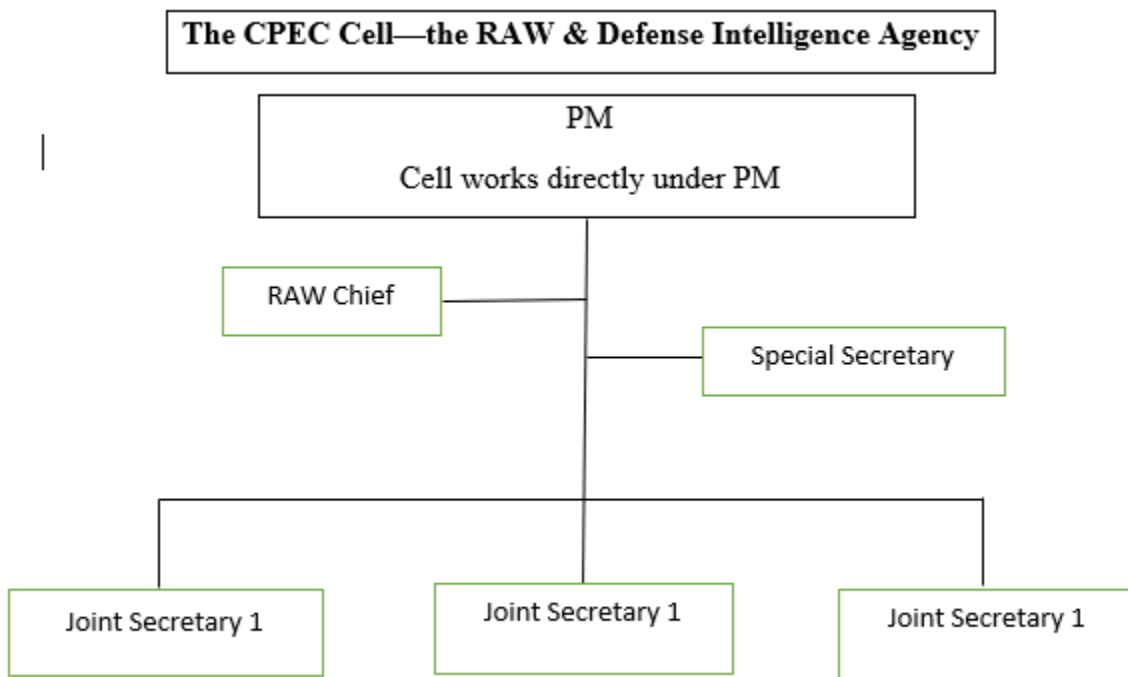 The CPEC Cell—the RAW & Defense Intelligence Agency
PM
Cell works directly under PM
RAW Chief
Special Secretary
Joint Secretary 1
Joint Secretary 1
Joint Secretary 1